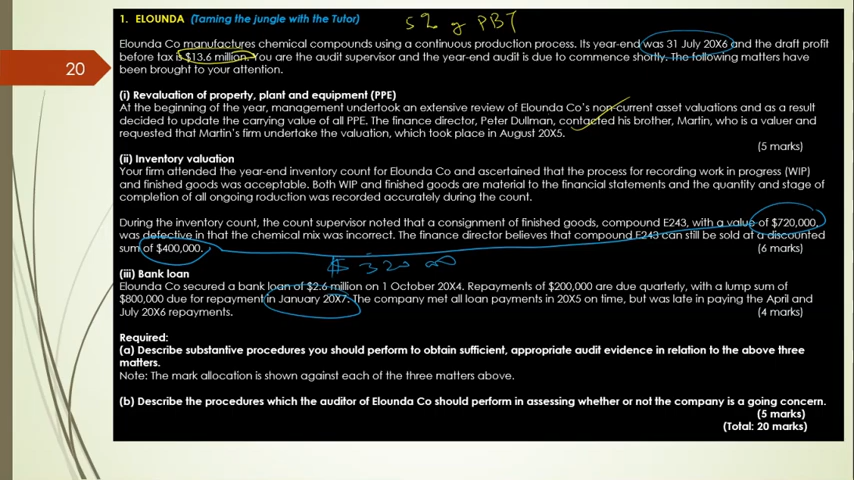 1. ELOUNDA (Taming the jungle with the Tutor) 5% of PBT
Elounda Co manufactures chemical compounds using a continuous production process. Its year-end was 31 July 20X6 and the draft profit
20
before tax is $13.6 million. You are the audit supervisor and the year-end audit is due to commence shortly. The following matters have
been brought to your attention.
(i) Revaluation of property, plant and equipment (PPE)
At the beginning of the year, management undertook an extensive review of Elounda Co's non-current asset valuations and as a result
decided to update the carrying value of all PPE. The finance director, Peter Dullman, contacted his brother, Martin, who is a valuer and
requested that Martin's firm undertake the valuation, which took place in August 20X5.
(5 marks)
(ii) Inventory valuation
Your firm attended the year-end inventory count for Elounda Co and ascertained that the process for recording work in progress (WIP)
and finished goods was acceptable. Both WIP and finished goods are material to the financial statements and the quantity and stage of
completion of all ongoing roduction was recorded accurately during the count.
During the inventory count, the count supervisor noted that a consignment of finished goods, compound E243, with a value of $720,000,
was defective in that the chemical mix was incorrect. The finance director believes that compound E243 can still be sold at a discounted
sum of $400,000. (6 marks)
$ 320 000
(iii) Bank loan
Elounda Co secured a bank loan of $2.6 million on 1 October 20X4. Repayments of $200,000 are due quarterly, with a lump sum of
$800,000 due for repayment in January 20X7. The company met all loan payments in 20X5 on time, but was late in paying the April and
July 20X6 repayments. (4 marks)
Required:
(a) Describe substantive procedures you should perform to obtain sufficient, appropriate audit evidence in relation to the above three
matters.
Note: The mark allocation is shown against each of the three matters above.
(b) Describe the procedures which the auditor of Elounda Co should perform in assessing whether or not the company is a going concern.
(5 marks)
(Total: 20 marks)